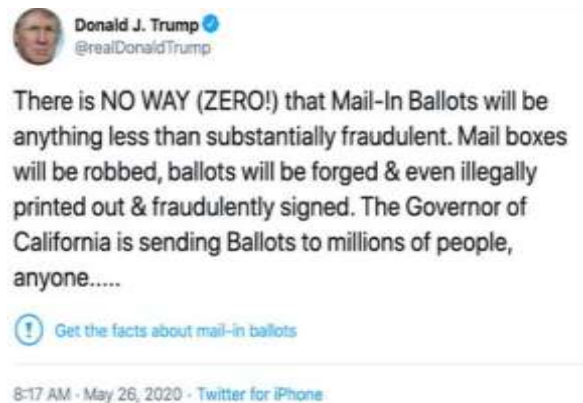 Donald J. Trump
@realDonaldTrump
There is NO WAY (ZERO!) that Mail-In Ballots will be
anything less than substantially fraudulent. Mail boxes
will be robbed, ballots will be forged & even illegally
printed out & fraudulently signed. The Governor of
California is sending Ballots to millions of people,
anyone.....
! Get the facts about mail-in ballots
8:17 AM · May 26, 2020 · Twitter for iPhone